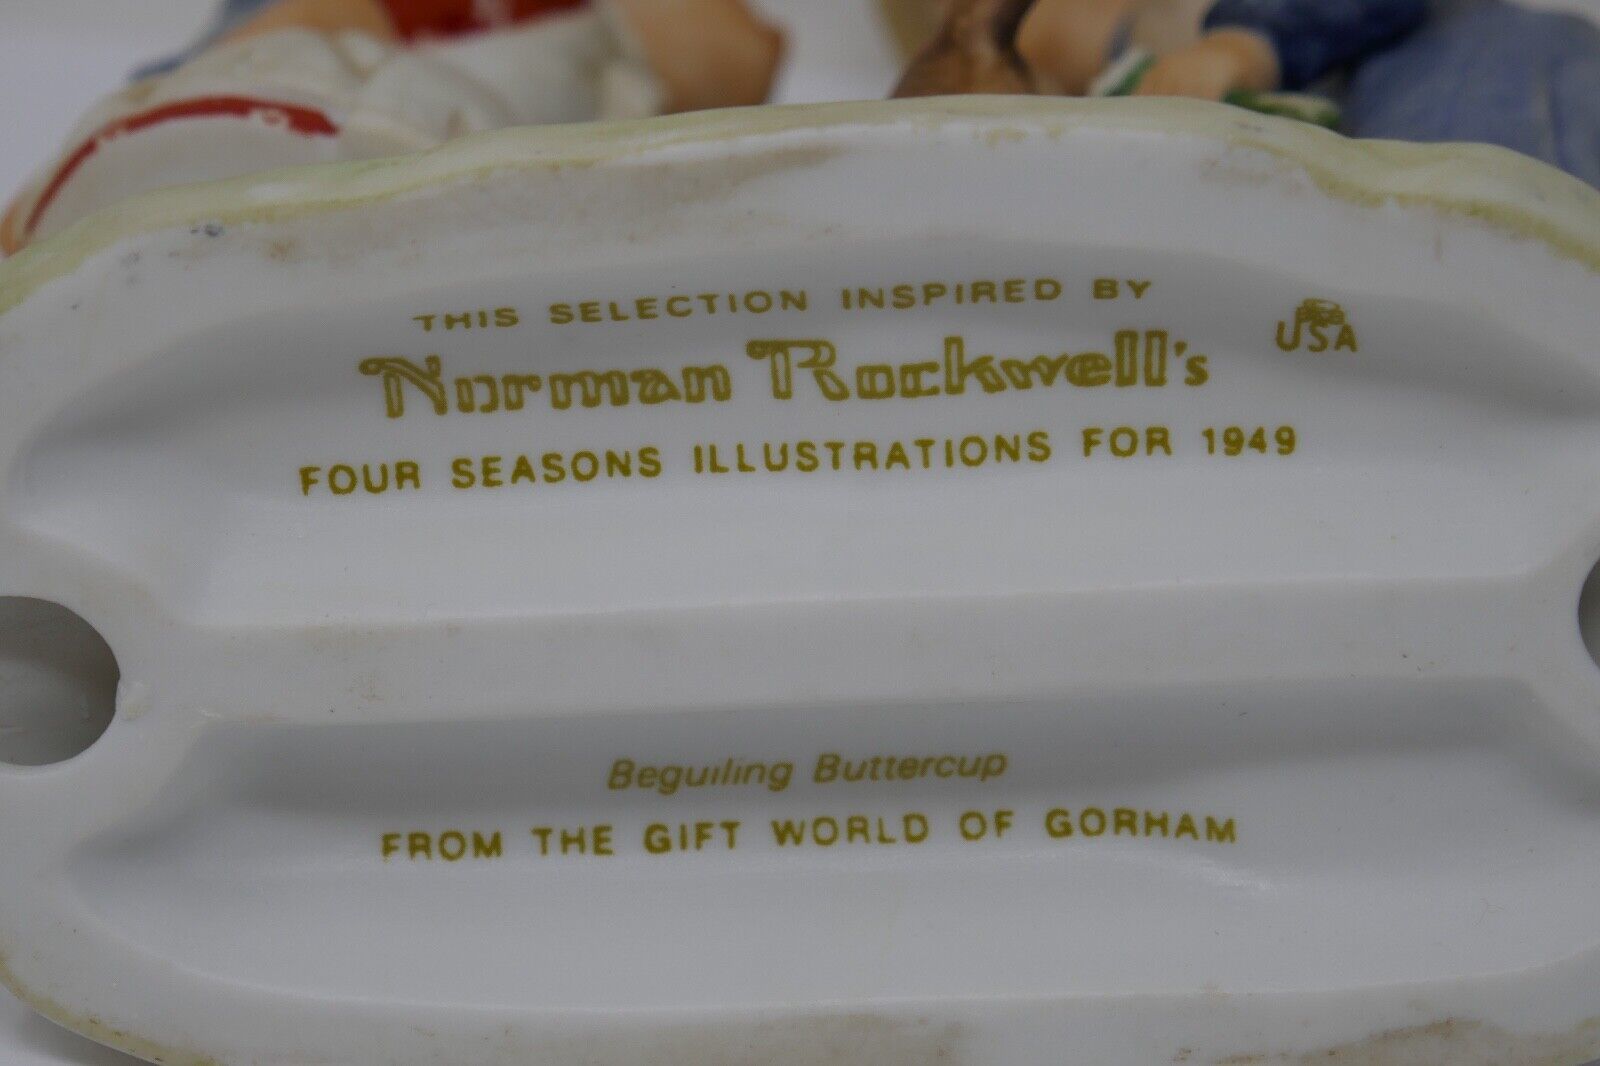 THIS SELECTION INSPIRED BY
Norman Rockwell's
USA
FOUR SEASONS ILLUSTRATIONS FOR 1949
Beguiling Buttercup
FROM THE GIFT WORLD OF GORHAM